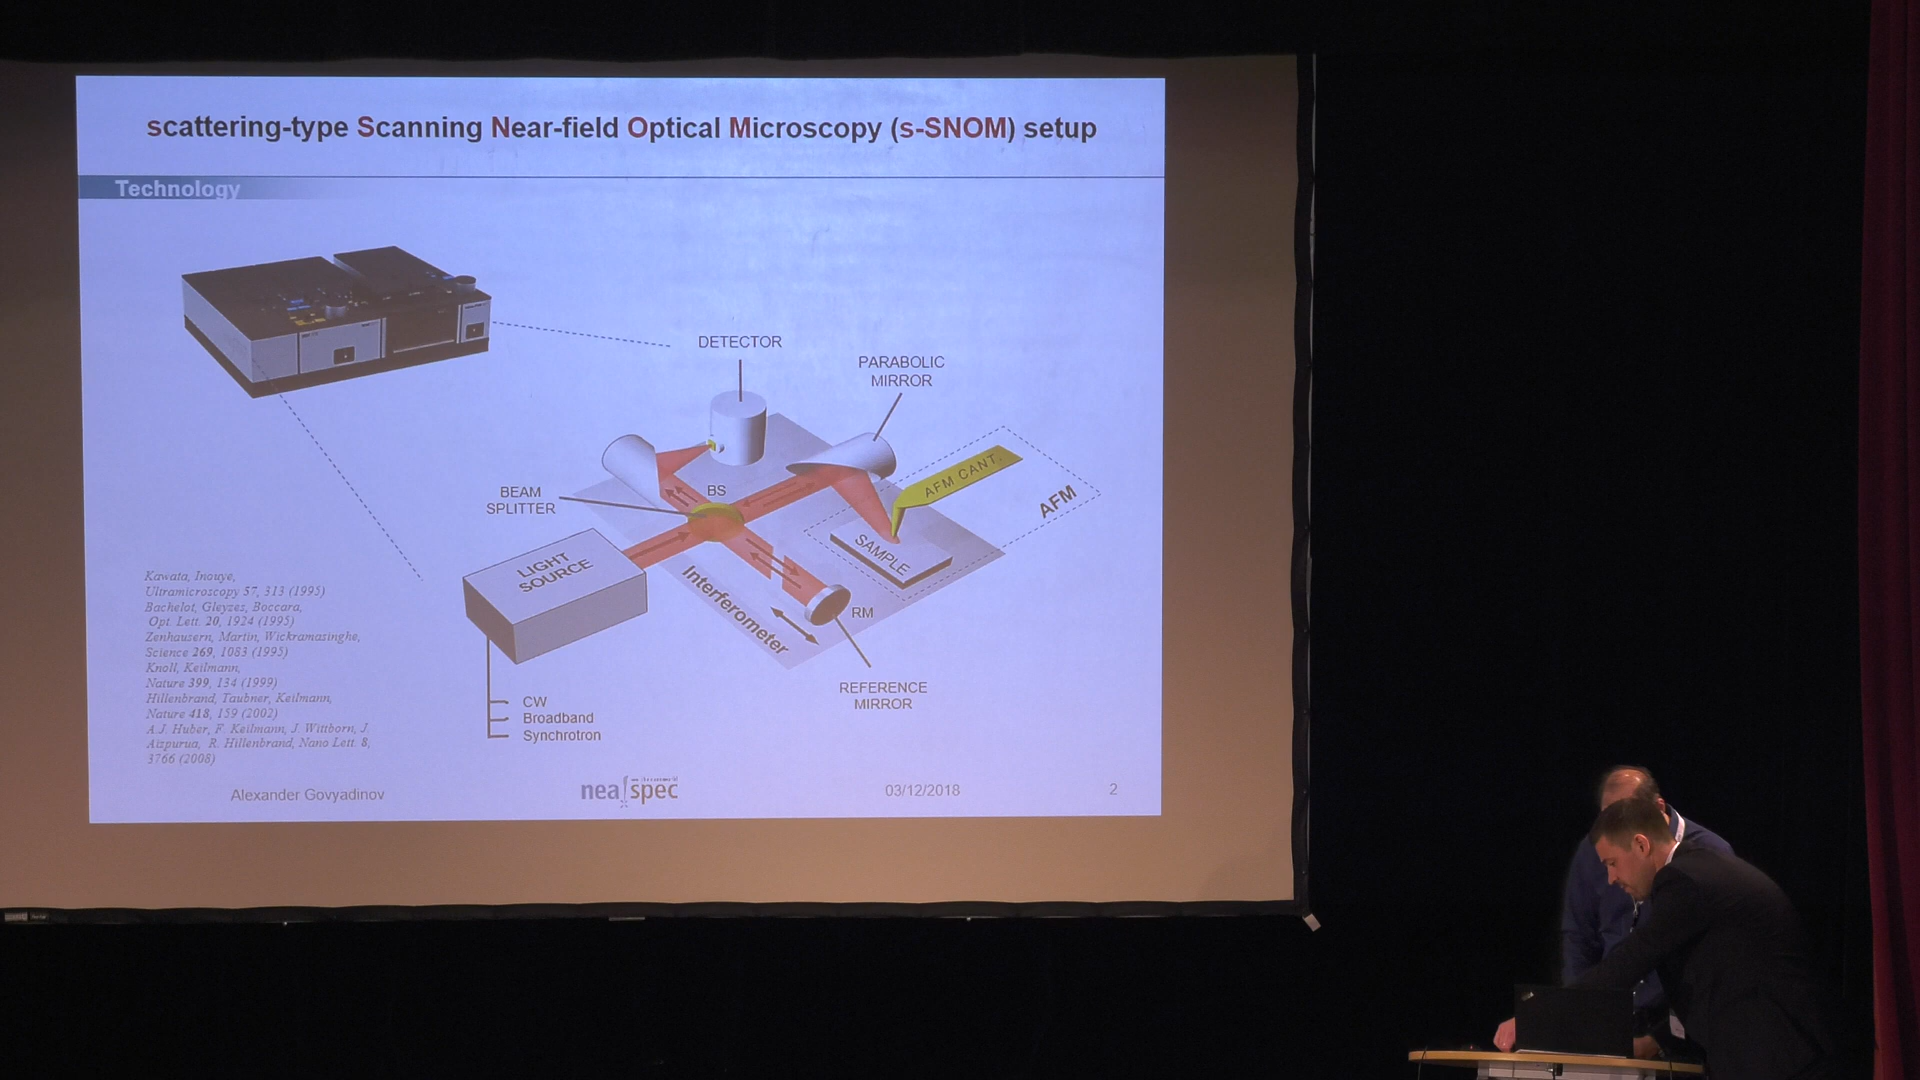 scattering-type Scanning Near-field Optical Microscopy (s-SNOM) setup
Technology
DETECTOR
PARABOLIC
MIRROR
AFM CANT.
AFM
BS
BEAM
SPLITTER
LIGHT
SOURCE
SAMPLE
Interferometer
RM
REFERENCE
MIRROR
CW
Broadband
Synchrotron
Kawata, Inouye,
Ultramicroscopy 57, 313 (1995)
Bachelot, Gleyzes, Boccara,
Opt. Lett. 20, 1924 (1995)
Zenhausern, Martin, Wickramasinghe,
Science 269, 1083 (1995)
Knoll, Keilmann,
Nature 399, 134 (1999)
Hillenbrand, Taubner, Keilmann,
Nature 418, 159 (2002)
A.J. Huber, F. Keilmann, J. Wittborn, J.
Aizpurua, R. Hillenbrand, Nano Lett. 8,
3766 (2008)
Alexander Govyadinov
neaspec
03/12/2018
2